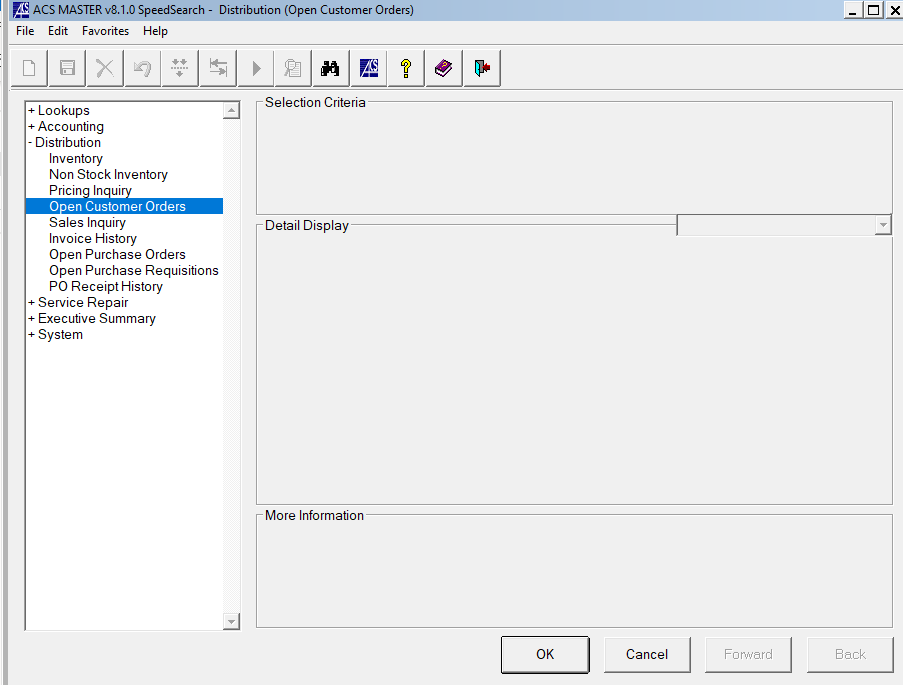 ACS MASTER v8.1.0 SpeedSearch - Distribution (Open Customer Orders)
File Edit Favorites Help
+ Lookups
+ Accounting
- Distribution
Inventory
Non Stock Inventory
Pricing Inquiry
Open Customer Orders
Sales Inquiry
Invoice History
Open Purchase Orders
Open Purchase Requisitions
PO Receipt History
+ Service Repair
+ Executive Summary
+ System
Selection Criteria
Detail Display
More Information
OK Cancel Forward Back